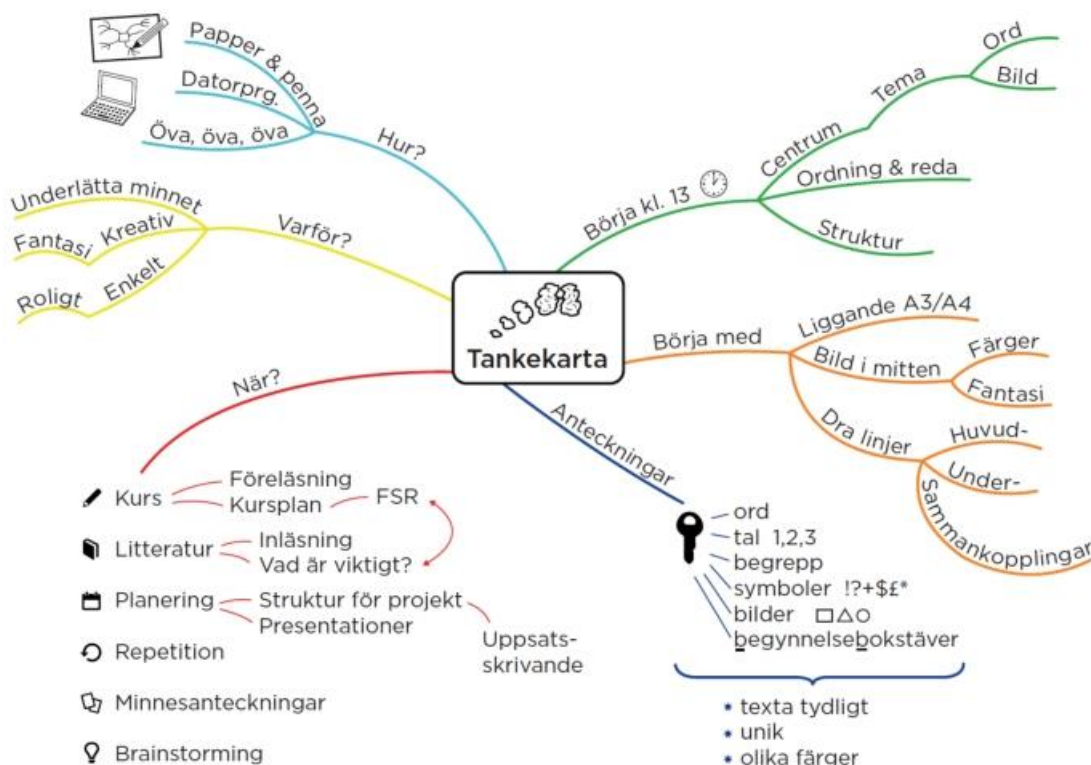 Papper & penna
Datorprg.
Öva, öva, öva
Hur?
Underlätta minnet
Kreativ
Fantasi
Enkelt
Roligt
Varför?
Börja kl. 13
Centrum
Tema
Ord
Bild
Ordning & reda
Struktur
Tankekarta
Börja med
Liggande A3/A4
Bild i mitten
Färger
Fantasi
Dra linjer
Huvud-
Under-
Sammankopplingar
När?
Kurs
Föreläsning
Kursplan
FSR
Litteratur
Inläsning
Vad är viktigt?
Planering
Struktur för projekt
Presentationer
Uppsats-
skrivande
Repetition
Minnesanteckningar
Brainstorming
Anteckningar
ord
tal 1,2,3
begrepp
symboler !?+$£*
bilder □△○
begynnelsebokstäver
* texta tydligt
* unik
* olika färger